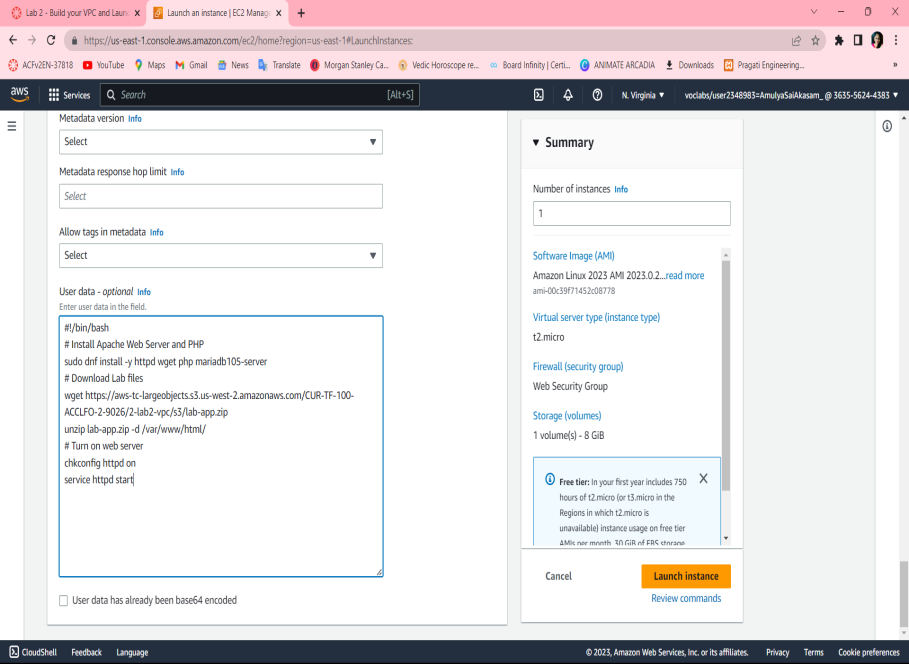 Lab 2 - Build your VPC and Laun
Launch an instance | EC2 Manage
https://us-east-1.console.aws.amazon.com/ec2/home?region=us-east-1#LaunchInstances:
ACFv2EN-37818
YouTube
Maps
Gmail
News
Translate
Morgan Stanley Ca...
Vedic Horoscope re...
Board Infinity | Certi...
ANIMATE ARCADIA
Downloads
Pragati Engineering...
»
aws
Services
Search
[Alt+S]
N. Virginia
voclabs/user2348983=AmulyaSaiAkasam_ @ 3635-5624-4383
Metadata version Info
Select
Metadata response hop limit Info
Select
Allow tags in metadata Info
Select
User data - optional Info
Enter user data in the field.
#!/bin/bash
# Install Apache Web Server and PHP
sudo dnf install -y httpd wget php mariadb105-server
# Download Lab files
wget https://aws-tc-largeobjects.s3.us-west-2.amazonaws.com/CUR-TF-100-
ACCLFO-2-9026/2-lab2-vpc/s3/lab-app.zip
unzip lab-app.zip -d /var/www/html/
# Turn on web server
chkconfig httpd on
service httpd start
User data has already been base64 encoded
Summary
Number of instances Info
1
Software Image (AMI)
Amazon Linux 2023 AMI 2023.0.2...read more
ami-00c39f71452c08778
Virtual server type (instance type)
t2.micro
Firewall (security group)
Web Security Group
Storage (volumes)
1 volume(s) - 8 GiB
Free tier: In your first year includes 750
hours of t2.micro (or t3.micro in the
Regions in which t2.micro is
unavailable) instance usage on free tier
AMIs per month, 30 GiB of EBS storage,
Cancel
Launch instance
Review commands
CloudShell
Feedback
Language
© 2023, Amazon Web Services, Inc. or its affiliates.
Privacy
Terms
Cookie preferences